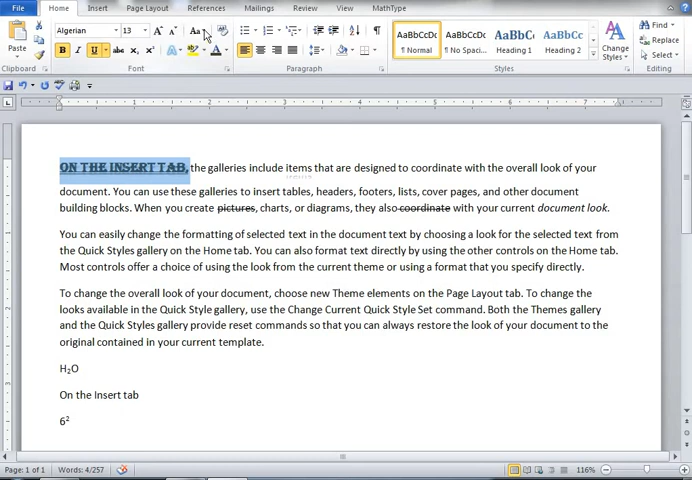 File Home Insert Page Layout References Mailings Review View MathType
Algerian 13 A A Aa
Paste B I U abc x₂ x² A A AaBbCcDc AaBbCcDc AaBbC AaBbCc Change Styles Find Replace Select
¶ Normal ¶ No Spaci... Heading 1 Heading 2
Clipboard Font Paragraph Styles Editing
1 2 3 4 5 6 7
ON THE INSERT TAB, the galleries include items that are designed to coordinate with the overall look of your
document. You can use these galleries to insert tables, headers, footers, lists, cover pages, and other document
building blocks. When you create pictures, charts, or diagrams, they also coordinate with your current document look.
You can easily change the formatting of selected text in the document text by choosing a look for the selected text from
the Quick Styles gallery on the Home tab. You can also format text directly by using the other controls on the Home tab.
Most controls offer a choice of using the look from the current theme or using a format that you specify directly.
To change the overall look of your document, choose new Theme elements on the Page Layout tab. To change the
looks available in the Quick Style gallery, use the Change Current Quick Style Set command. Both the Themes gallery
and the Quick Styles gallery provide reset commands so that you can always restore the look of your document to the
original contained in your current template.
H₂O
On the Insert tab
6²
Page: 1 of 1 Words: 4/257 116%